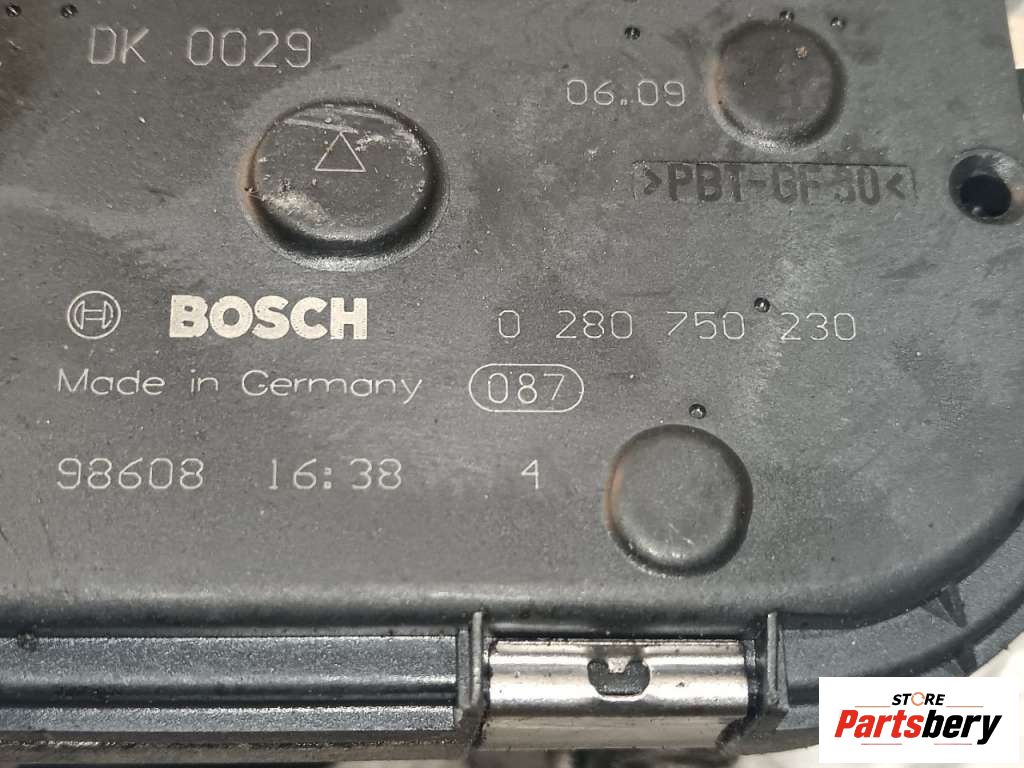 DK 0029
06.09
>PBT-GF30<
BOSCH 0 280 750 230
Made in Germany 087
98608 16:38 4
STORE
Partsbery